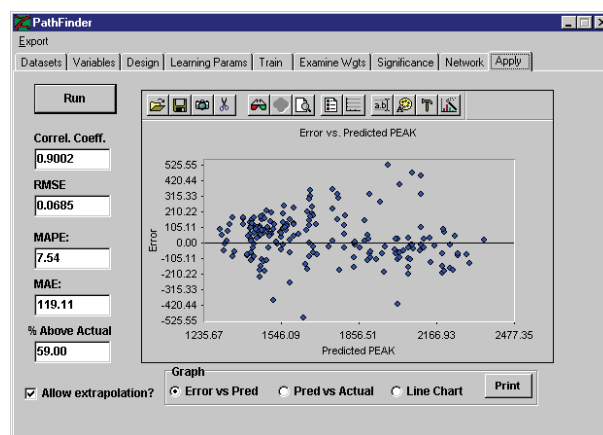 PathFinder
Export
Datasets Variables Design Learning Params Train Examine Wgts Significance Network Apply
Run
Correl. Coeff.
0.9002
RMSE
0.0685
MAPE:
7.54
MAE:
119.11
% Above Actual
59.00
Allow extrapolation?
a.b
Error vs. Predicted PEAK
Error
525.55
420.44
315.33
210.22
105.11
0.00
-105.11
-210.22
-315.33
-420.44
-525.55
1235.67 1546.09 1856.51 2166.93 2477.35
Predicted PEAK
Graph
Error vs Pred Pred vs Actual Line Chart Print